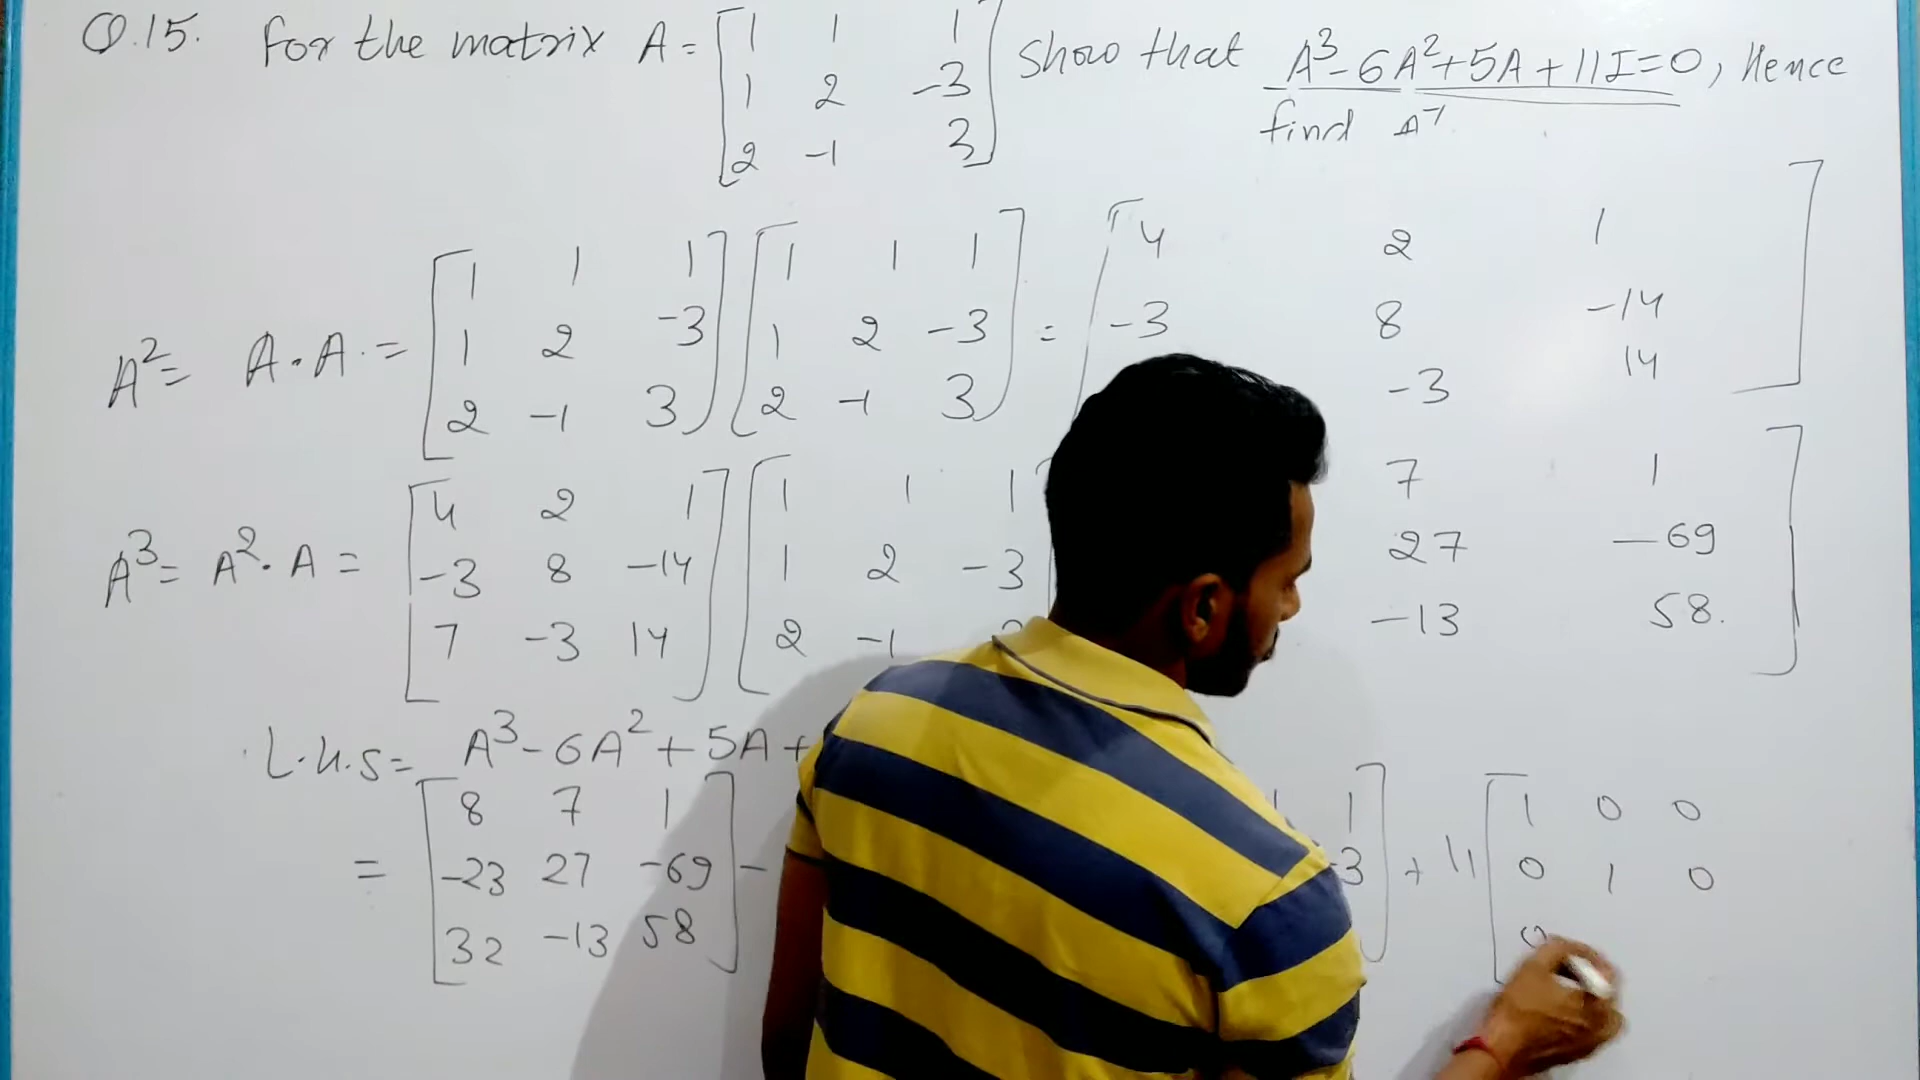 Q.15. For the matrix A = [1 1 1 Show that A³-6A²+5A+11I=0, Hence
1 2 -3 find A⁻¹
2 -1 3]
A² = A.A. = [1 1 1 [1 1 1 = [4 2 1
1 2 -3 1 2 -3 -3 8 -14
2 -1 3] 2 -1 3] -3 14]
A³ = A².A = [4 2 1 [1 1 1 7 1
-3 8 -14 1 2 -3 27 -69
7 -3 14] 2 -1 -13 58.]
L.H.S = A³-6A²+5A+
= [8 7 1 - 1 + 11 [1 0 0
-23 27 -69 3 0 1 0
32 -13 58] ] 0